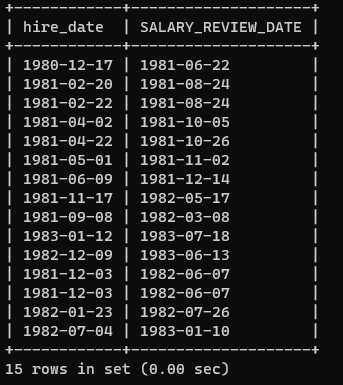 +------------+--------------------+
| hire_date  | SALARY_REVIEW_DATE |
+------------+--------------------+
| 1980-12-17 | 1981-06-22         |
| 1981-02-20 | 1981-08-24         |
| 1981-02-22 | 1981-08-24         |
| 1981-04-02 | 1981-10-05         |
| 1981-04-22 | 1981-10-26         |
| 1981-05-01 | 1981-11-02         |
| 1981-06-09 | 1981-12-14         |
| 1981-11-17 | 1982-05-17         |
| 1981-09-08 | 1982-03-08         |
| 1983-01-12 | 1983-07-18         |
| 1982-12-09 | 1983-06-13         |
| 1981-12-03 | 1982-06-07         |
| 1981-12-03 | 1982-06-07         |
| 1982-01-23 | 1982-07-26         |
| 1982-07-04 | 1983-01-10         |
+------------+--------------------+
15 rows in set (0.00 sec)